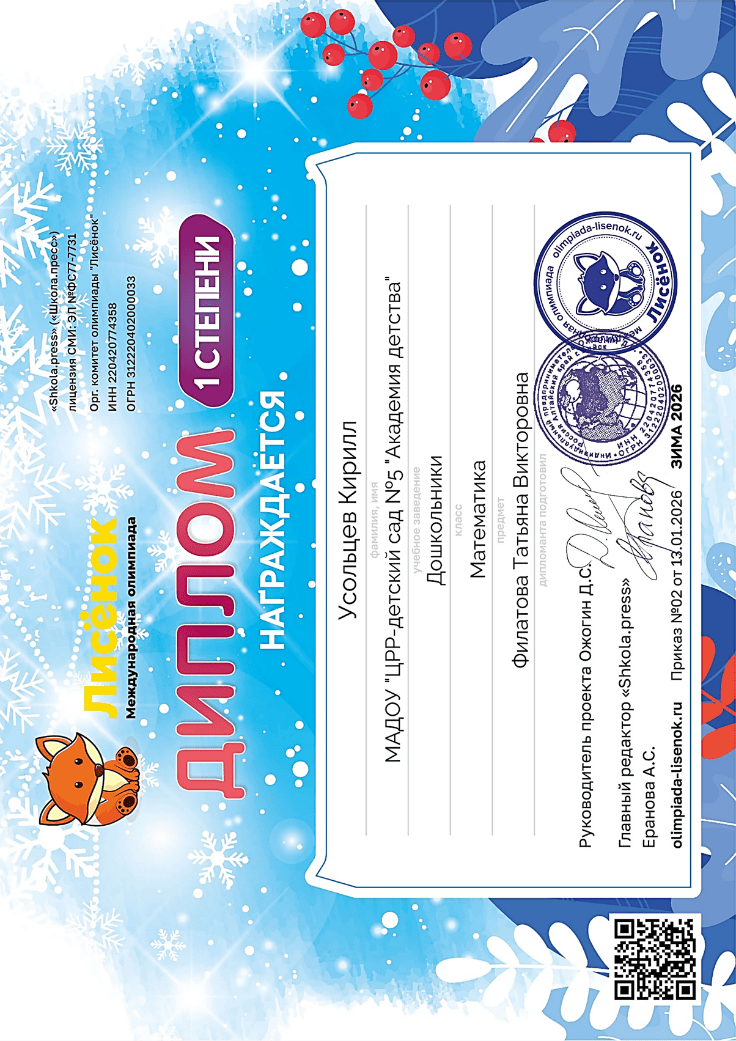 Лисёнок
Международная олимпиада
«Shkola.press» («Школа.пресс»)
лицензия СМИ: ЭЛ №ФС77-7731
Орг. комитет олимпиады "Лисёнок"
ИНН 220420774358
ОГРН 312220402000033
ДИПЛОМ
1 СТЕПЕНИ
НАГРАЖДАЕТСЯ
Усольцев Кирилл
фамилия, имя
МАДОУ "ЦРР-детский сад №5 "Академия детства"
учебное заведение
Дошкольники
класс
Математика
предмет
Филатова Татьяна Викторовна
дипломанта подготовил
Руководитель проекта Ожогин Д.С.
Главный редактор «Shkola.press»
Еранова А.С.
olimpiada-lisenok.ru Приказ №02 от 13.01.2026 ЗИМА 2026
olimpiada-lisenok.ru
Лисёнок